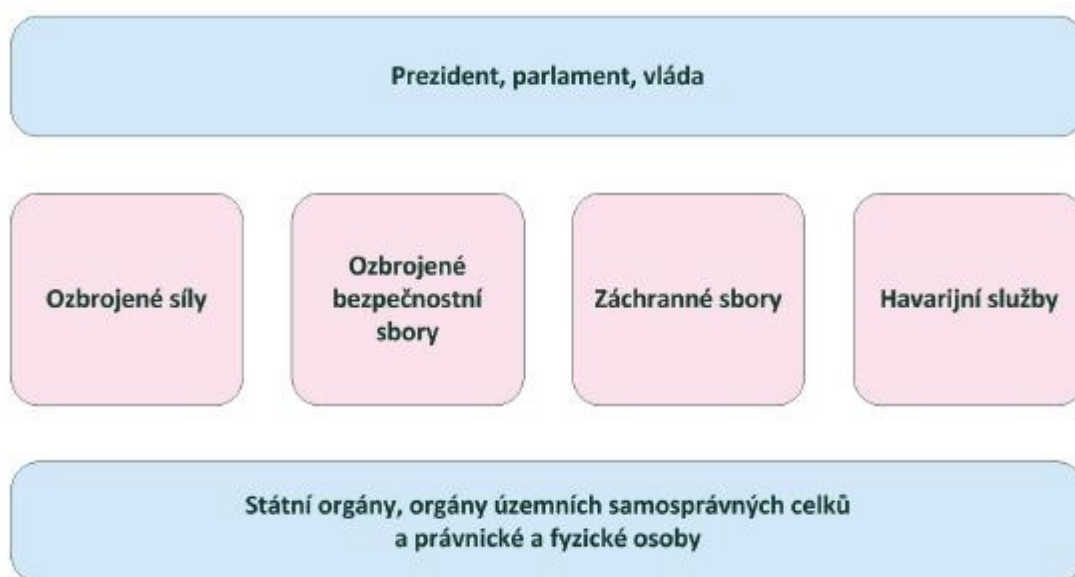 Prezident, parlament, vláda
Ozbrojené síly
Ozbrojené
bezpečnostní
sbory
Záchranné sbory
Havarijní služby
Státní orgány, orgány územních samosprávných celků
a právnické a fyzické osoby